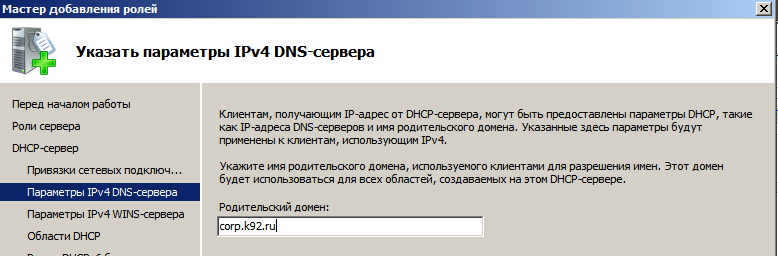 Мастер добавления ролей
Указать параметры IPv4 DNS-сервера
Перед началом работы
Роли сервера
DHCP-сервер
Привязки сетевых подключ...
Параметры IPv4 DNS-сервера
Параметры IPv4 WINS-сервера
Области DHCP
Клиентам, получающим IP-адрес от DHCP-сервера, могут быть предоставлены параметры DHCP, такие
как IP-адреса DNS-серверов и имя родительского домена. Указанные здесь параметры будут
применены к клиентам, использующим IPv4.
Укажите имя родительского домена, используемого клиентами для разрешения имен. Этот домен
будет использоваться для всех областей, создаваемых на этом DHCP-сервере.
Родительский домен:
corp.k92.ru